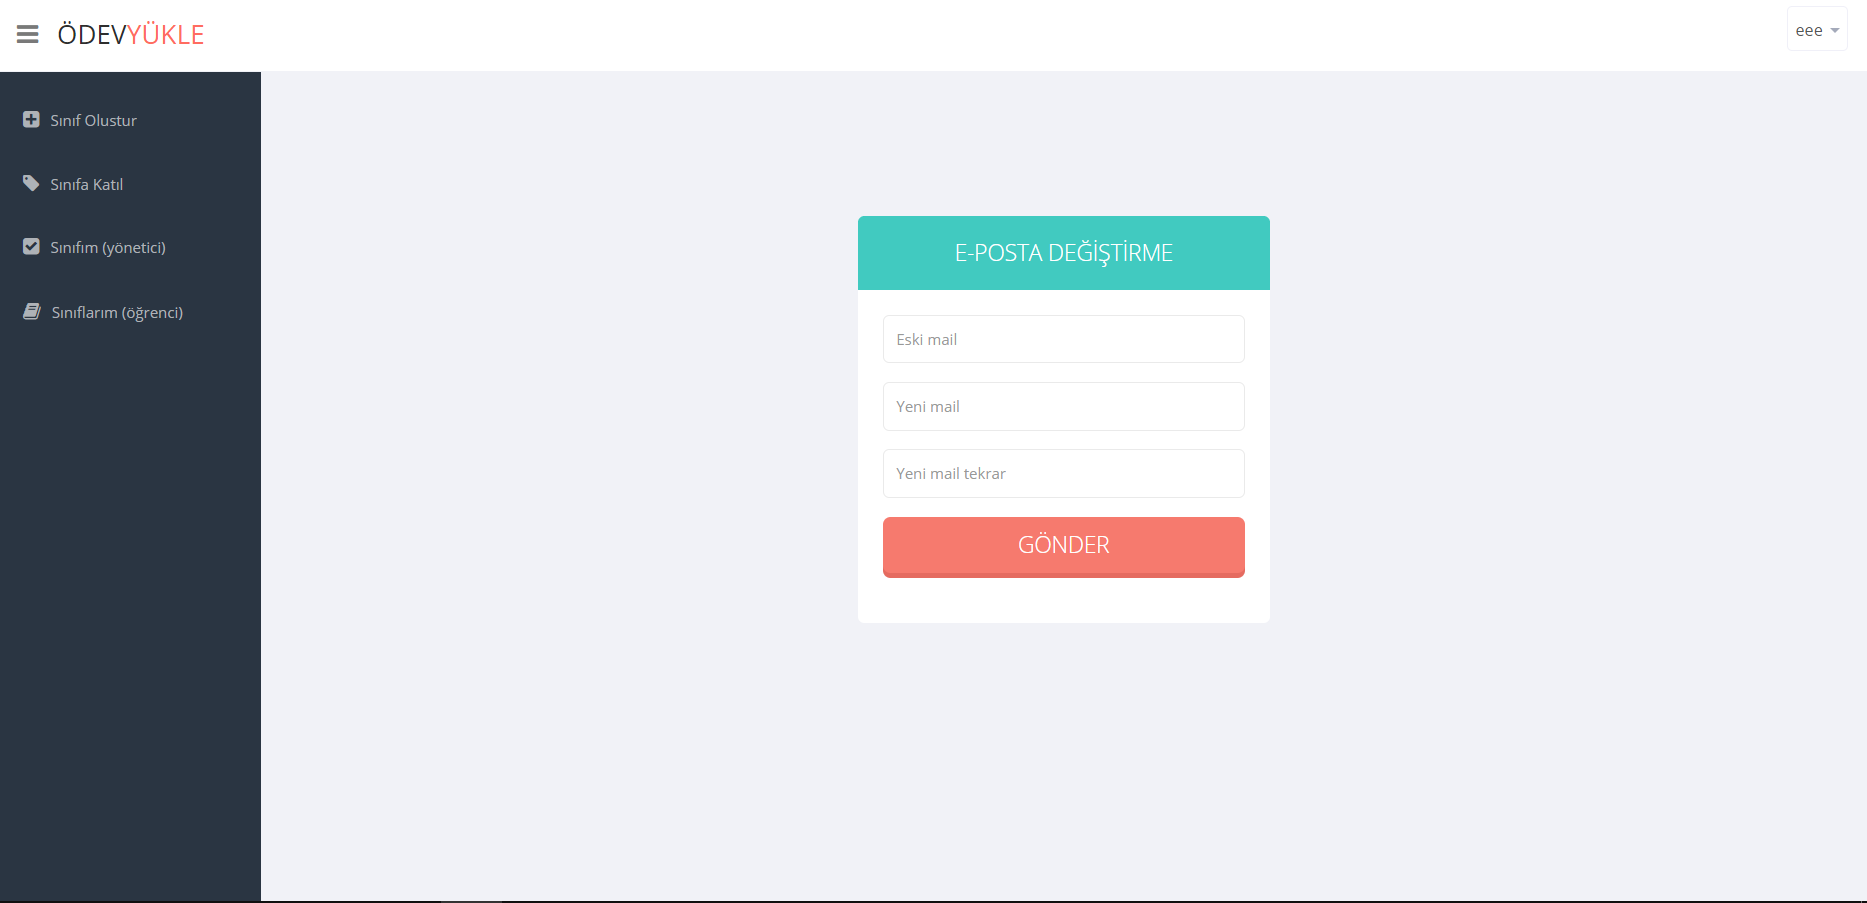 ÖDEVYÜKLE
eee
Sınıf Olustur
Sınıfa Katıl
Sınıfım (yönetici)
Sınıflarım (öğrenci)
E-POSTA DEĞİŞTİRME
Eski mail
Yeni mail
Yeni mail tekrar
GÖNDER